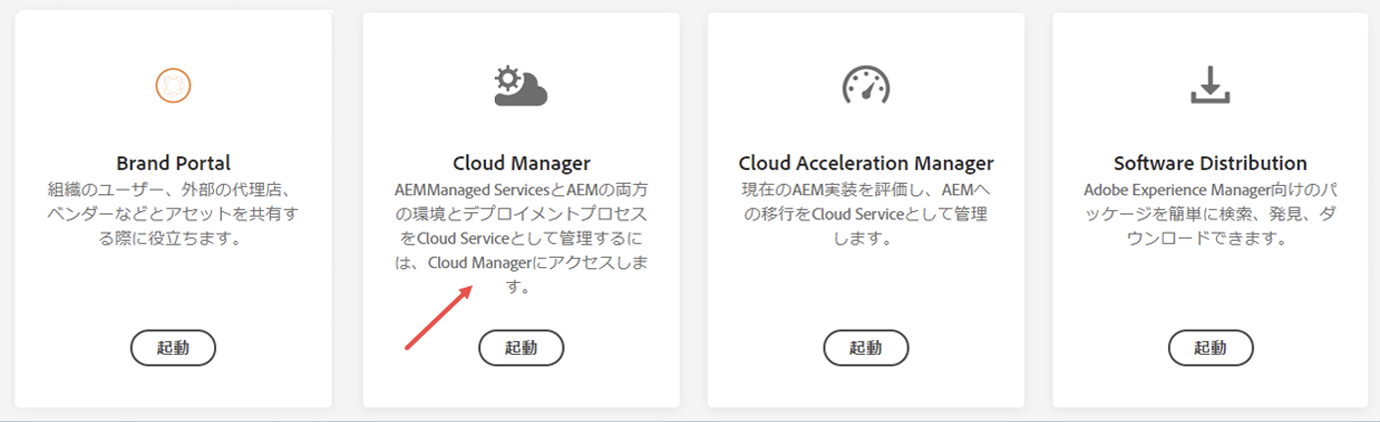 Brand Portal
組織のユーザー、外部の代理店、
ベンダーなどとアセットを共有す
る際に役立ちます。
起動
Cloud Manager
AEMManaged ServicesとAEMの両方
の環境とデプロイメントプロセス
をCloud Serviceとして管理するに
は、Cloud Managerにアクセスしま
す。
起動
Cloud Acceleration Manager
現在のAEM実装を評価し、AEMへ
の移行をCloud Serviceとして管理
します。
起動
Software Distribution
Adobe Experience Manager向けのパ
ッケージを簡単に検索、発見、ダ
ウンロードできます。
起動